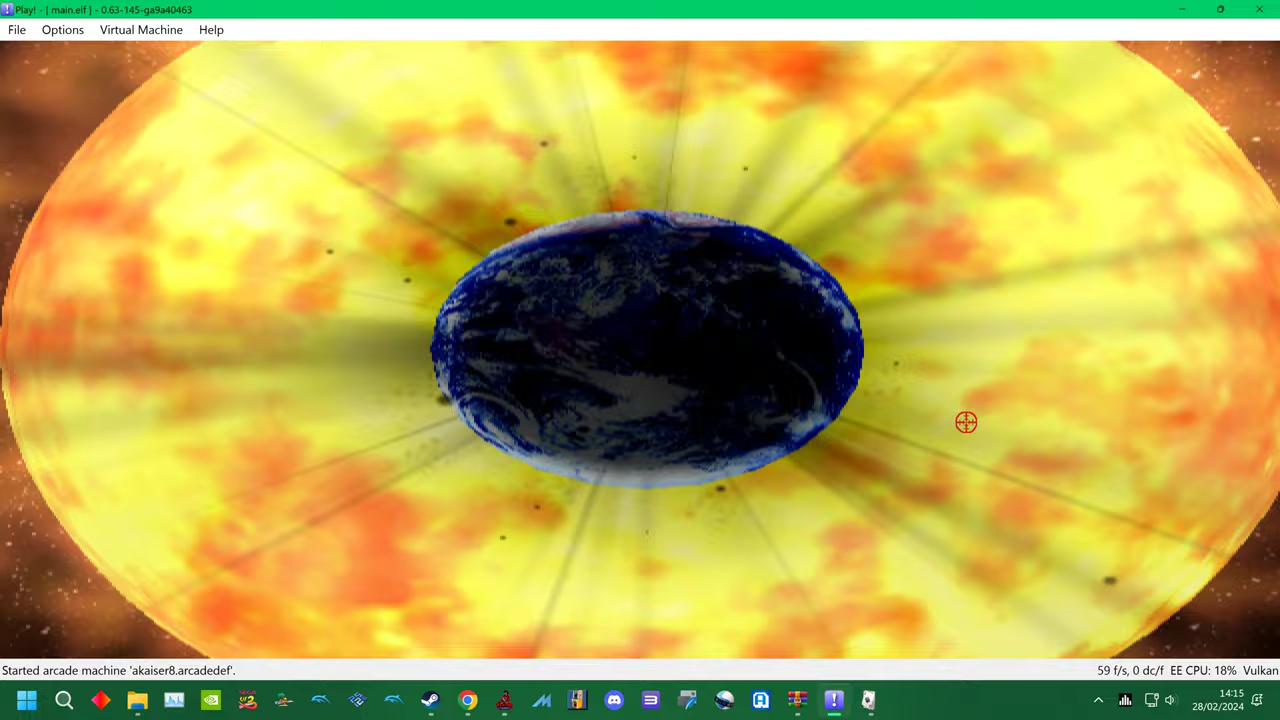 Play! - [ main.elf ] - 0.63-145-ga9a40463
File Options Virtual Machine Help
Started arcade machine 'akaiser8.arcadedef'.
59 f/s, 0 dc/f EE CPU: 18% Vulkan
14:15
28/02/2024